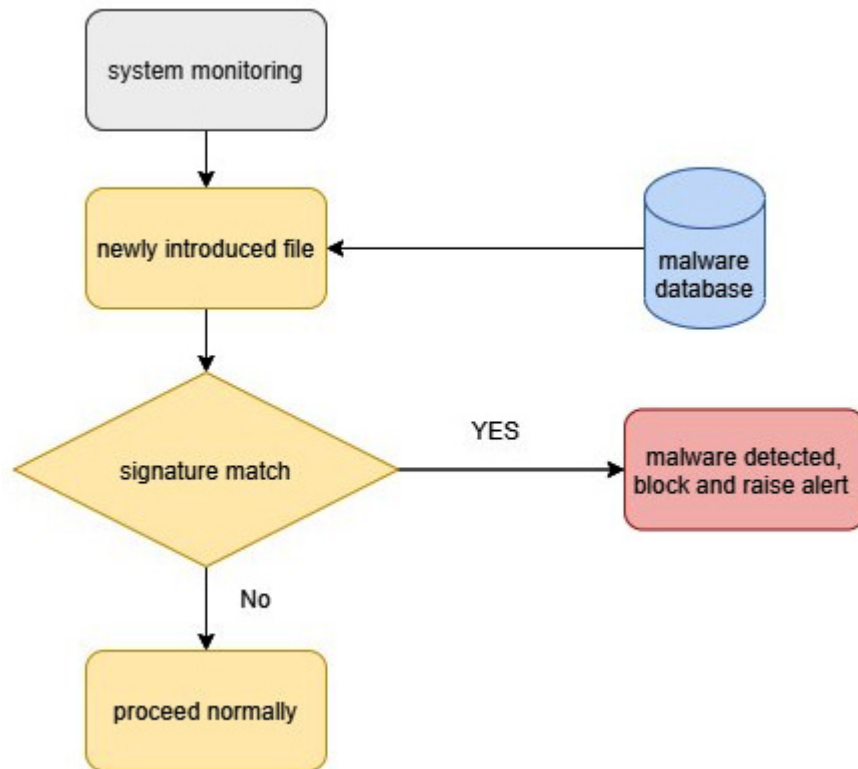 system monitoring
newly introduced file
malware
database
signature match
YES
malware detected,
block and raise alert
No
proceed normally